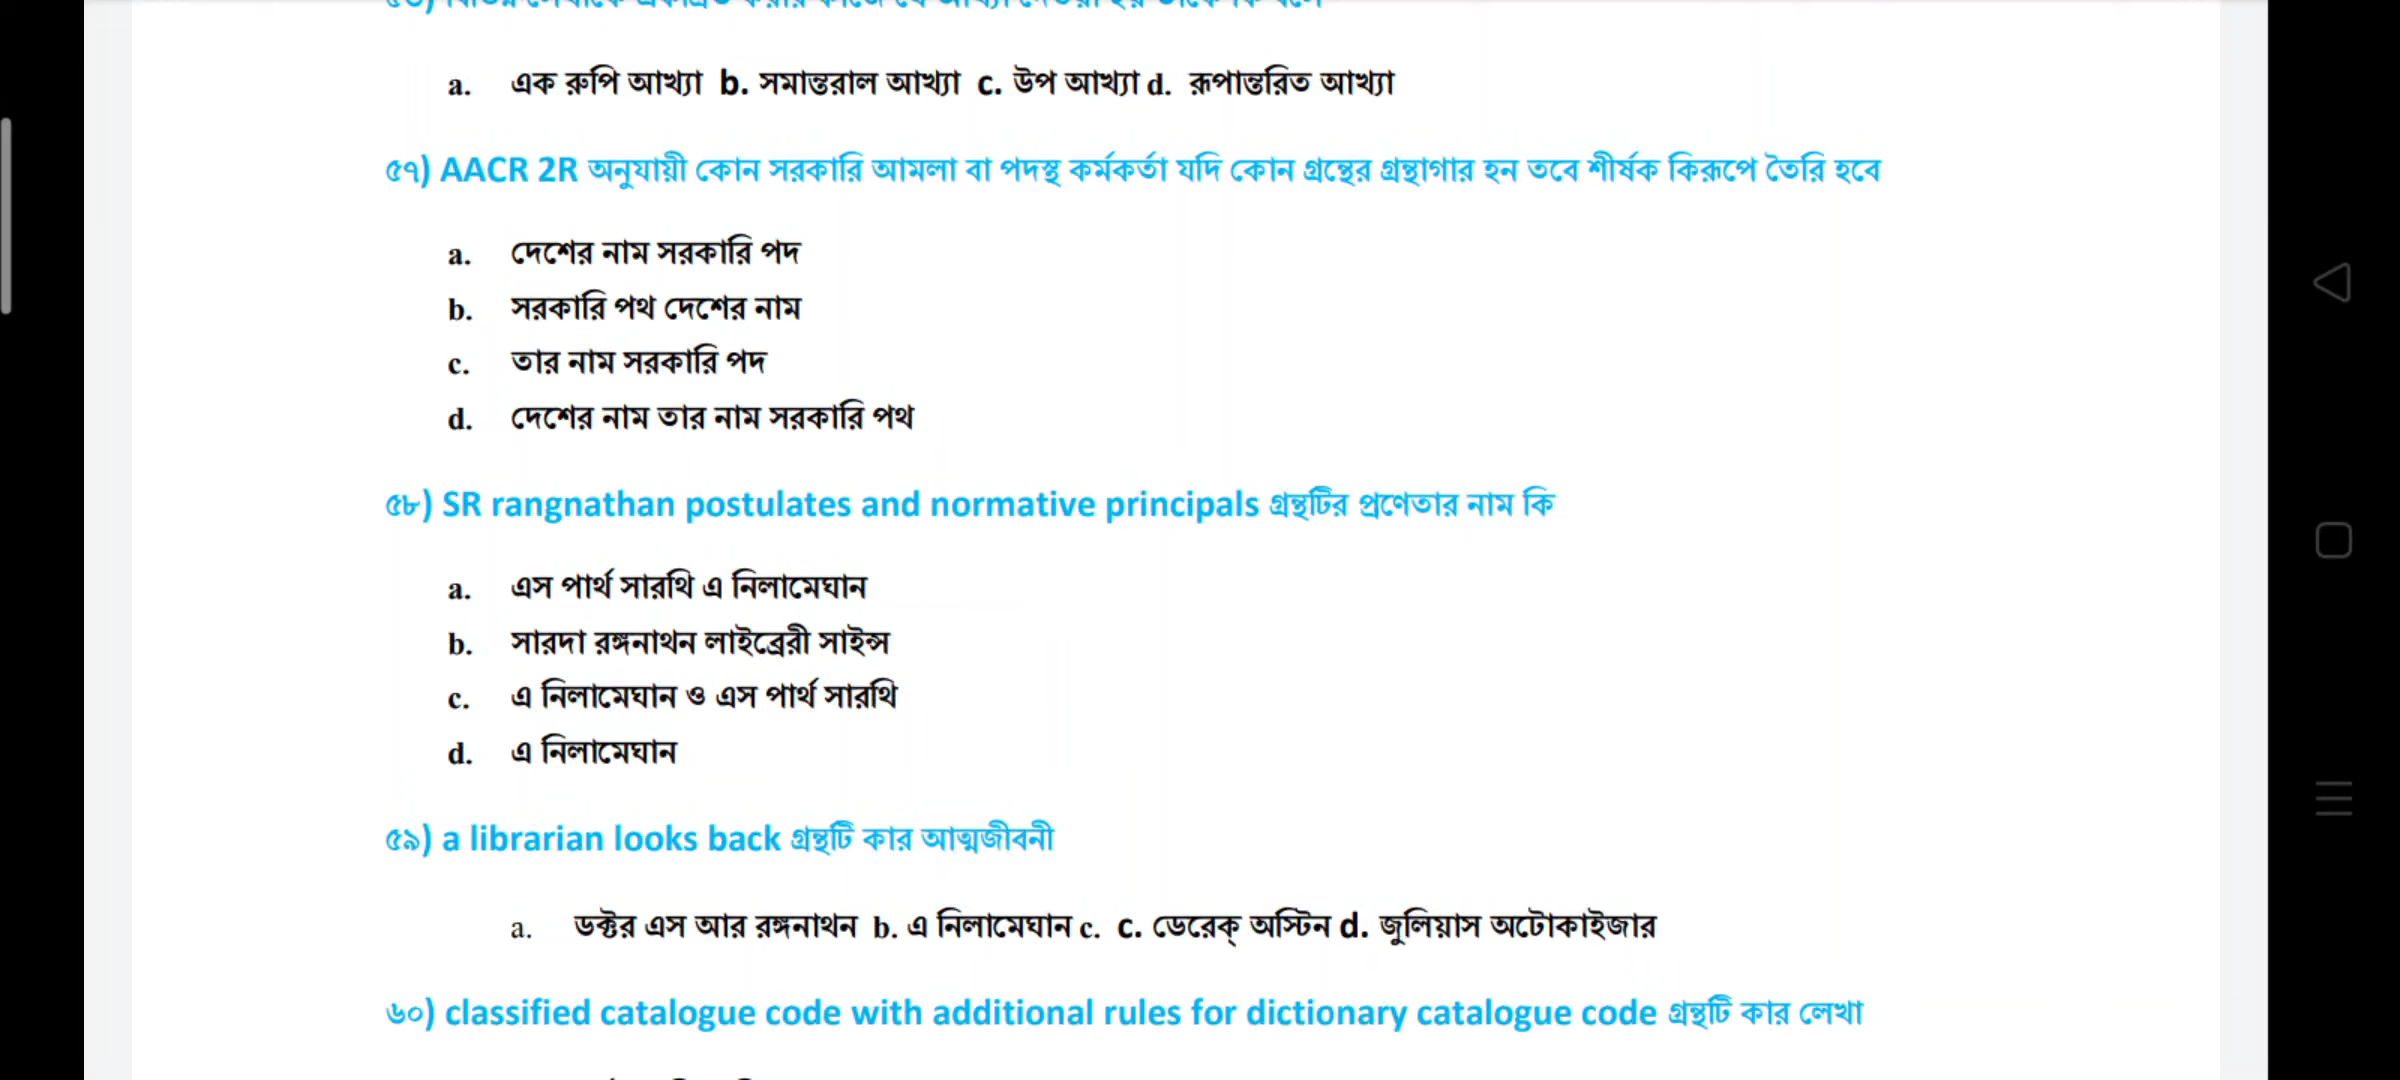 a. এক রুপি আখ্যা b. সমান্তরাল আখ্যা c. উপ আখ্যা d. রূপান্তরিত আখ্যা
৫৭) AACR 2R অনুযায়ী কোন সরকারি আমলা বা পদস্থ কর্মকর্তা যদি কোন গ্রন্থের গ্রন্থাগার হন তবে শীর্ষক কিরূপে তৈরি হবে
a. দেশের নাম সরকারি পদ
b. সরকারি পথ দেশের নাম
c. তার নাম সরকারি পদ
d. দেশের নাম তার নাম সরকারি পথ
৫৮) SR rangnathan postulates and normative principals গ্রন্থটির প্রণেতার নাম কি
a. এস পার্থ সারথি এ নিলামেঘান
b. সারদা রঙ্গনাথন লাইব্রেরী সাইন্স
c. এ নিলামেঘান ও এস পার্থ সারথি
d. এ নিলামেঘান
৫৯) a librarian looks back গ্রন্থটি কার আত্মজীবনী
a. ডক্টর এস আর রঙ্গনাথন b. এ নিলামেঘান c. c. ডেরেক্ অস্টিন d. জুলিয়াস অটোকাইজার
৬০) classified catalogue code with additional rules for dictionary catalogue code গ্রন্থটি কার লেখা